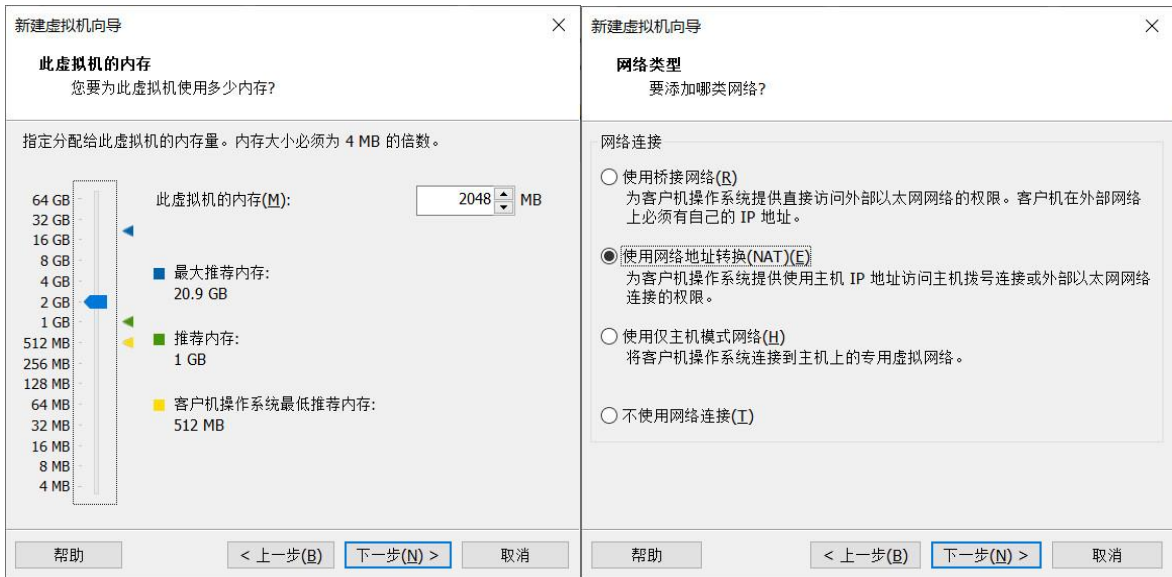 新建虚拟机向导
此虚拟机的内存
您要为此虚拟机使用多少内存?
指定分配给此虚拟机的内存量。内存大小必须为 4 MB 的倍数。
64 GB
32 GB
16 GB
8 GB
4 GB
2 GB
1 GB
512 MB
256 MB
128 MB
64 MB
32 MB
16 MB
8 MB
4 MB
此虚拟机的内存(M): 2048 MB
最大推荐内存:
20.9 GB
推荐内存:
1 GB
客户机操作系统最低推荐内存:
512 MB
帮助 < 上一步(B) 下一步(N) > 取消
新建虚拟机向导
网络类型
要添加哪类网络?
网络连接
使用桥接网络(R)
为客户机操作系统提供直接访问外部以太网网络的权限。客户机在外部网络
上必须有自己的 IP 地址。
使用网络地址转换(NAT)(E)
为客户机操作系统提供使用主机 IP 地址访问主机拨号连接或外部以太网网络
连接的权限。
使用仅主机模式网络(H)
将客户机操作系统连接到主机上的专用虚拟网络。
不使用网络连接(T)
帮助 < 上一步(B) 下一步(N) > 取消